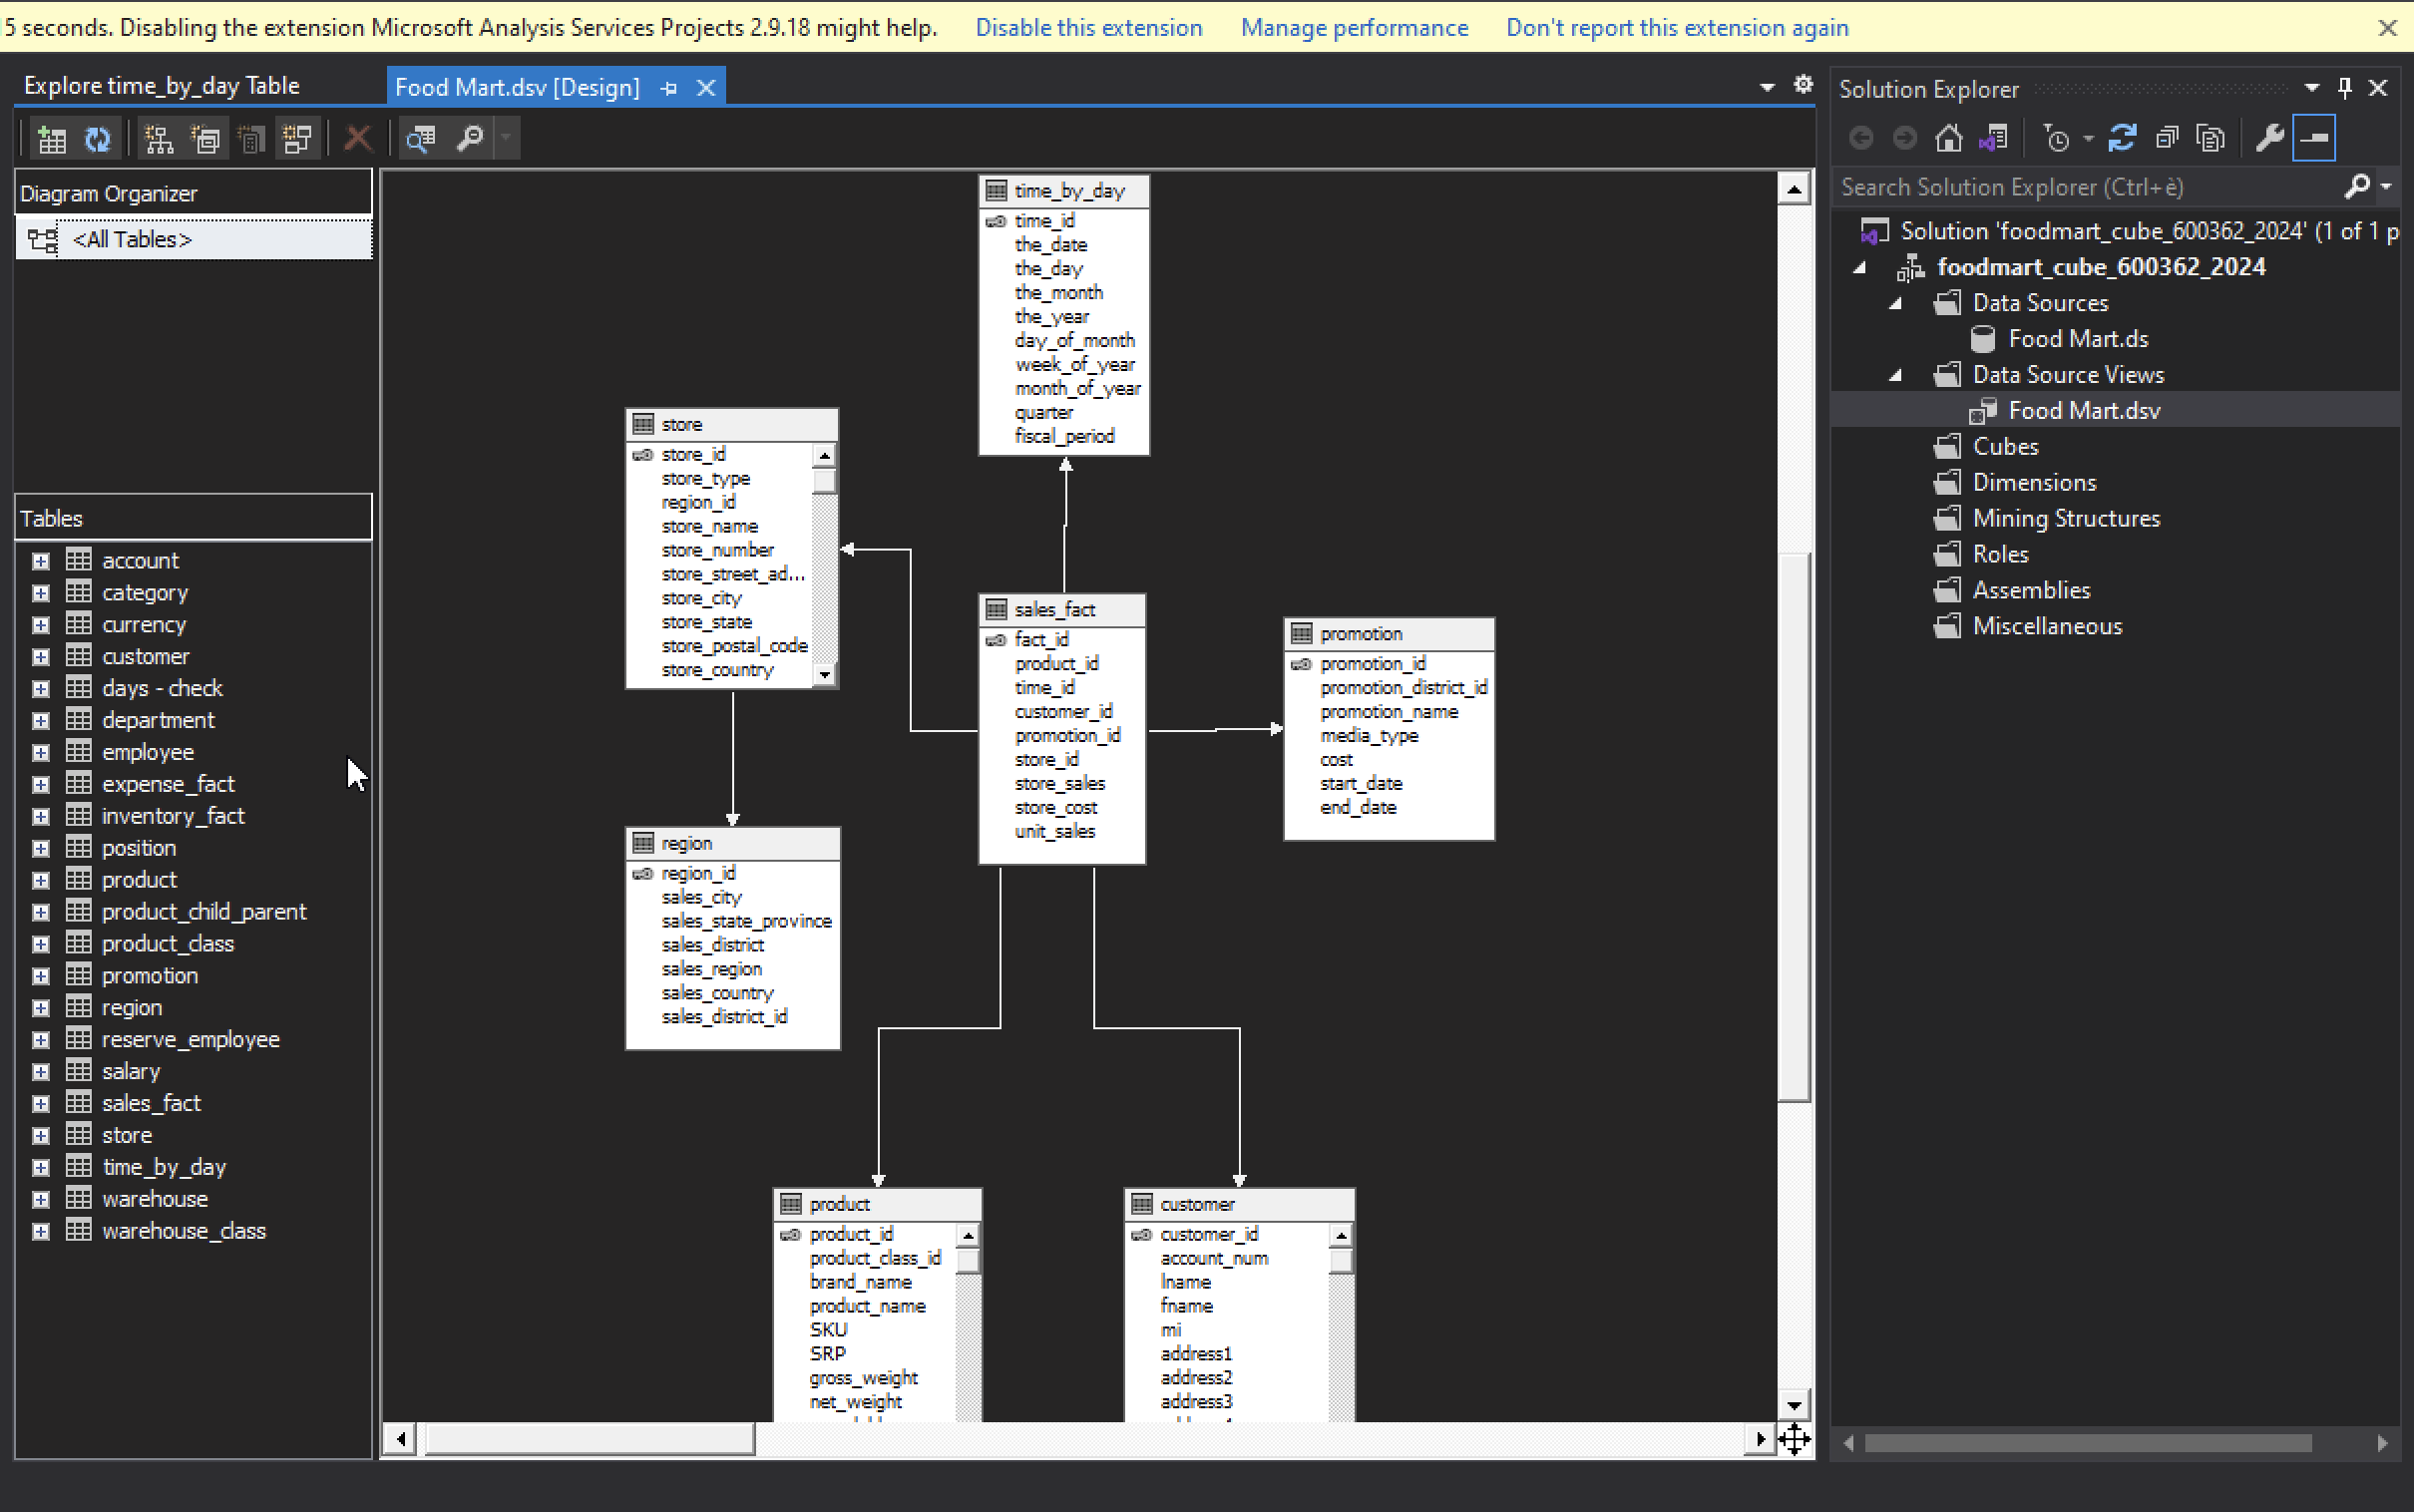 5 seconds. Disabling the extension Microsoft Analysis Services Projects 2.9.18 might help. Disable this extension Manage performance Don't report this extension again
Explore time_by_day Table
Food Mart.dsv [Design]
Diagram Organizer
<All Tables>
Tables
account
category
currency
customer
days - check
department
employee
expense_fact
inventory_fact
position
product
product_child_parent
product_class
promotion
region
reserve_employee
salary
sales_fact
store
time_by_day
warehouse
warehouse_class
time_by_day
time_id
the_date
the_day
the_month
the_year
day_of_month
week_of_year
month_of_year
quarter
fiscal_period
store
store_id
store_type
region_id
store_name
store_number
store_street_ad...
store_city
store_state
store_postal_code
store_country
sales_fact
fact_id
product_id
time_id
customer_id
promotion_id
store_id
store_sales
store_cost
unit_sales
promotion
promotion_id
promotion_district_id
promotion_name
media_type
cost
start_date
end_date
region
region_id
sales_city
sales_state_province
sales_district
sales_region
sales_country
sales_district_id
product
product_id
product_class_id
brand_name
product_name
SKU
SRP
gross_weight
net_weight
customer
customer_id
account_num
lname
fname
mi
address1
address2
address3
Solution Explorer
Search Solution Explorer (Ctrl+è)
Solution 'foodmart_cube_600362_2024' (1 of 1 p
foodmart_cube_600362_2024
Data Sources
Food Mart.ds
Data Source Views
Food Mart.dsv
Cubes
Dimensions
Mining Structures
Roles
Assemblies
Miscellaneous